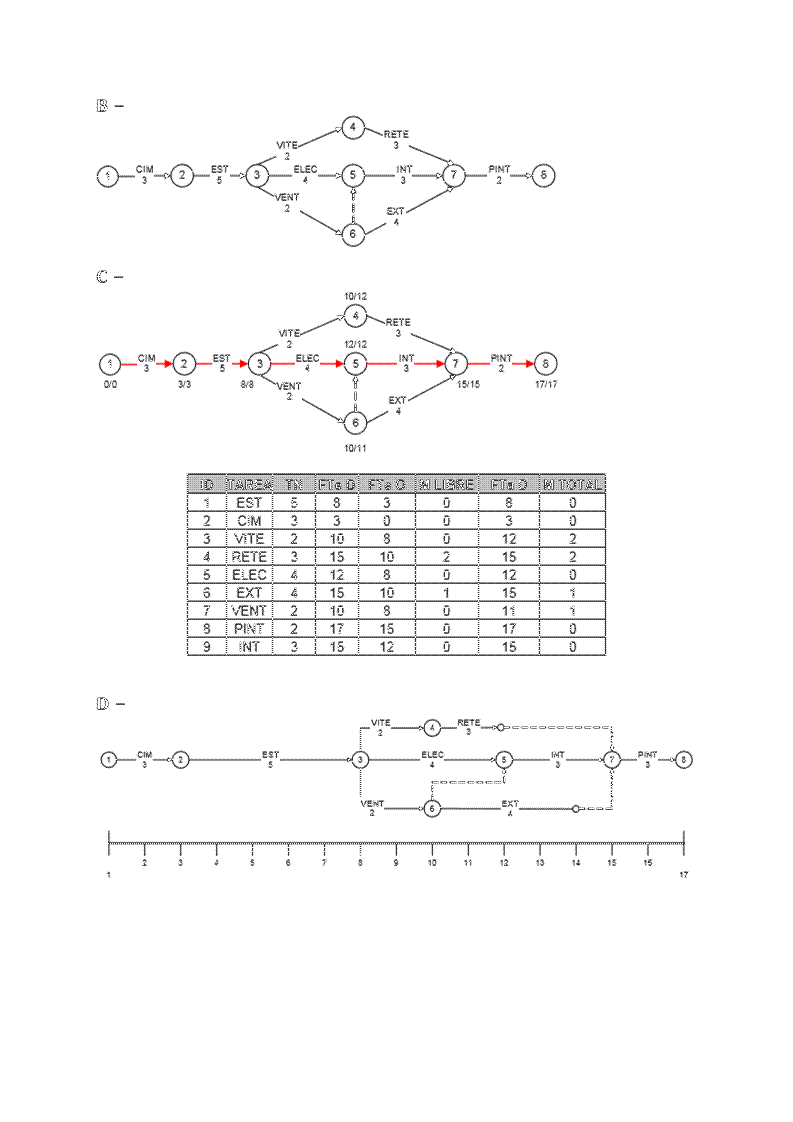 B –
4
VITE RETE
2 3
CIM EST ELEC INT PINT
1 3 2 5 3 4 5 3 7 2 8
VENT EXT
2 4
6
C –
10/12
4
VITE RETE
2 3
12/12
CIM EST ELEC INT PINT
1 3 2 5 3 4 5 3 7 2 8
0/0 3/3 8/8 15/15 17/17
VENT EXT
2 4
6
10/11
ID TAREA TN FTe D FTe O M LIBRE FTa D M TOTAL
1 EST 5 8 3 0 8 0
2 CIM 3 3 0 0 3 0
3 VITE 2 10 8 0 12 2
4 RETE 3 15 10 2 15 2
5 ELEC 4 12 8 0 12 0
6 EXT 4 15 10 1 15 1
7 VENT 2 10 8 0 11 1
8 PINT 2 17 15 0 17 0
9 INT 3 15 12 0 15 0
D –
VITE 4 RETE
2 3
CIM EST ELEC INT PINT
1 3 2 5 3 4 5 3 7 3 8
VENT 6 EXT
2 4
2 3 4 5 6 7 8 9 10 11 12 13 14 15 15
1 17